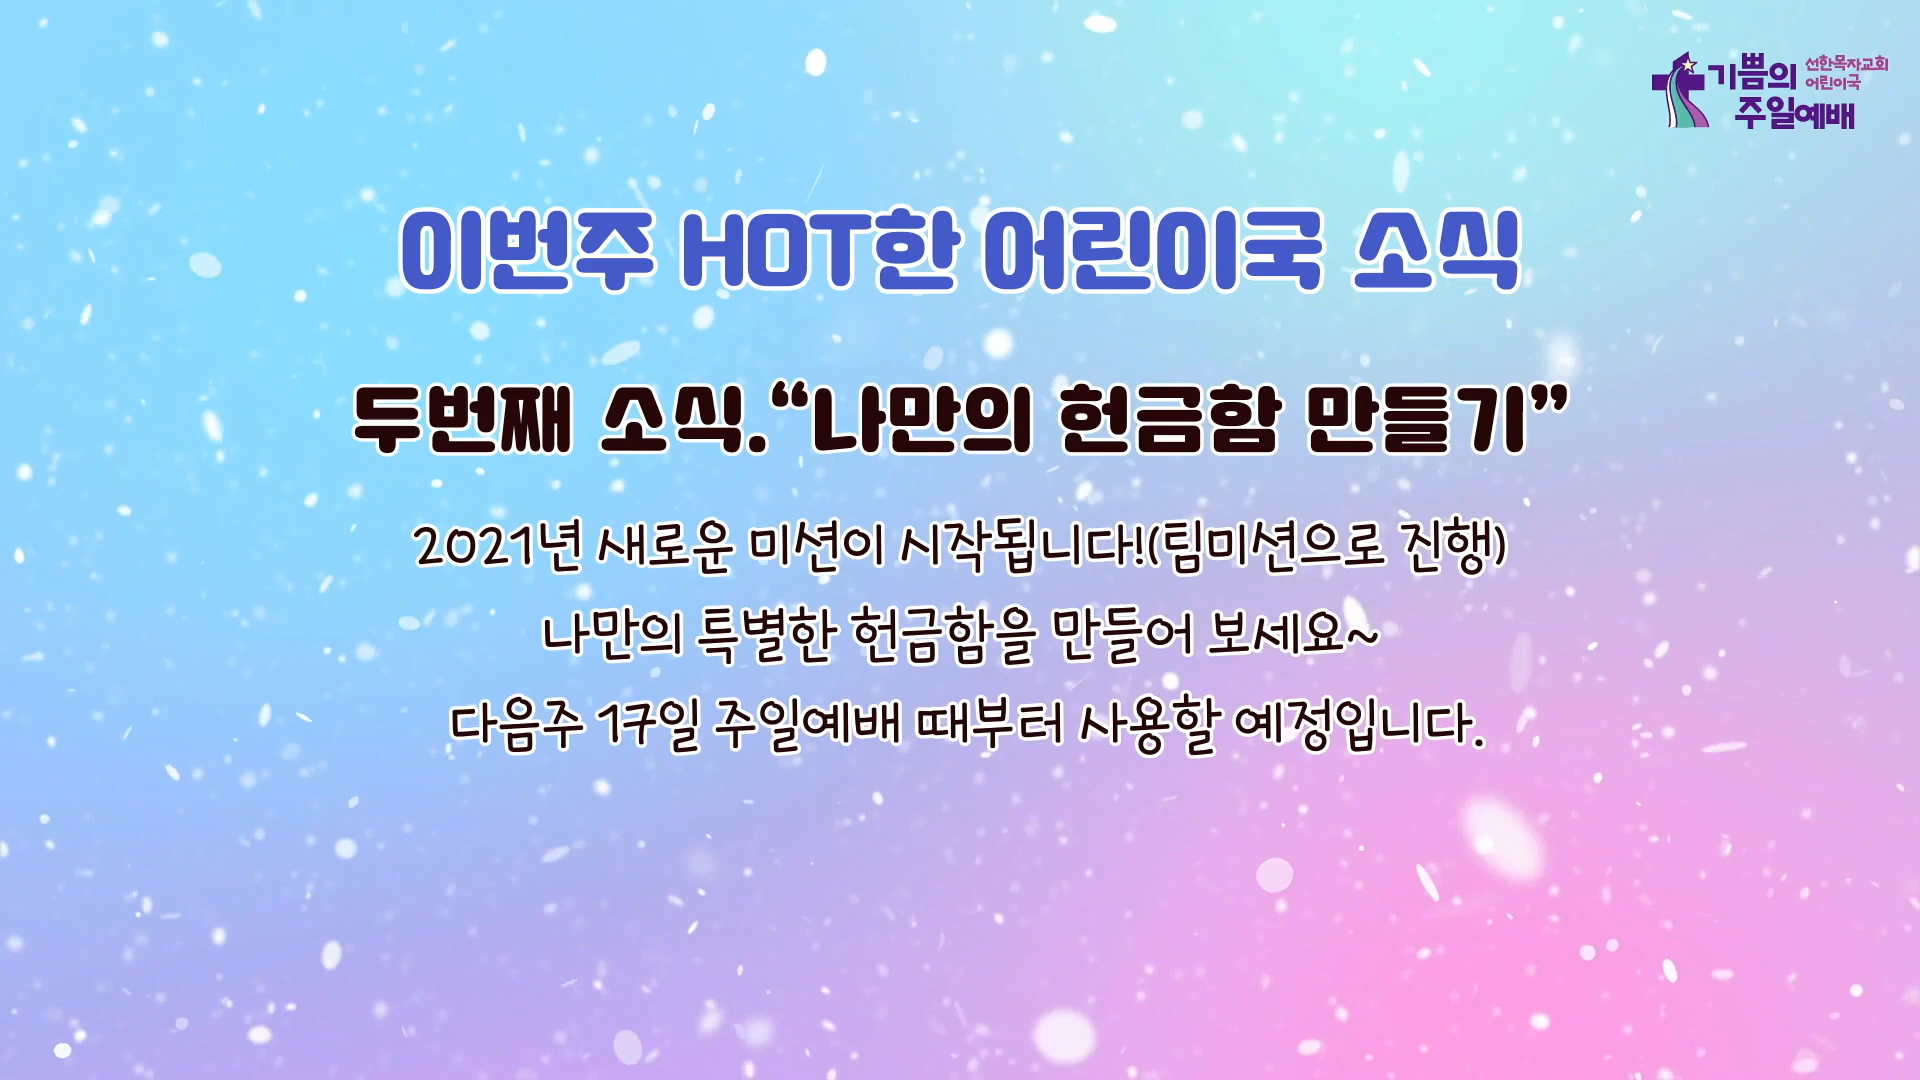 기쁨의 선한목자교회
어린이국
주일예배
이번주 HOT한 어린이국 소식
두번째 소식. “나만의 헌금함 만들기”
2021년 새로운 미션이 시작됩니다!(팀미션으로 진행)
나만의 특별한 헌금함을 만들어 보세요~
다음주 17일 주일예배 때부터 사용할 예정입니다.